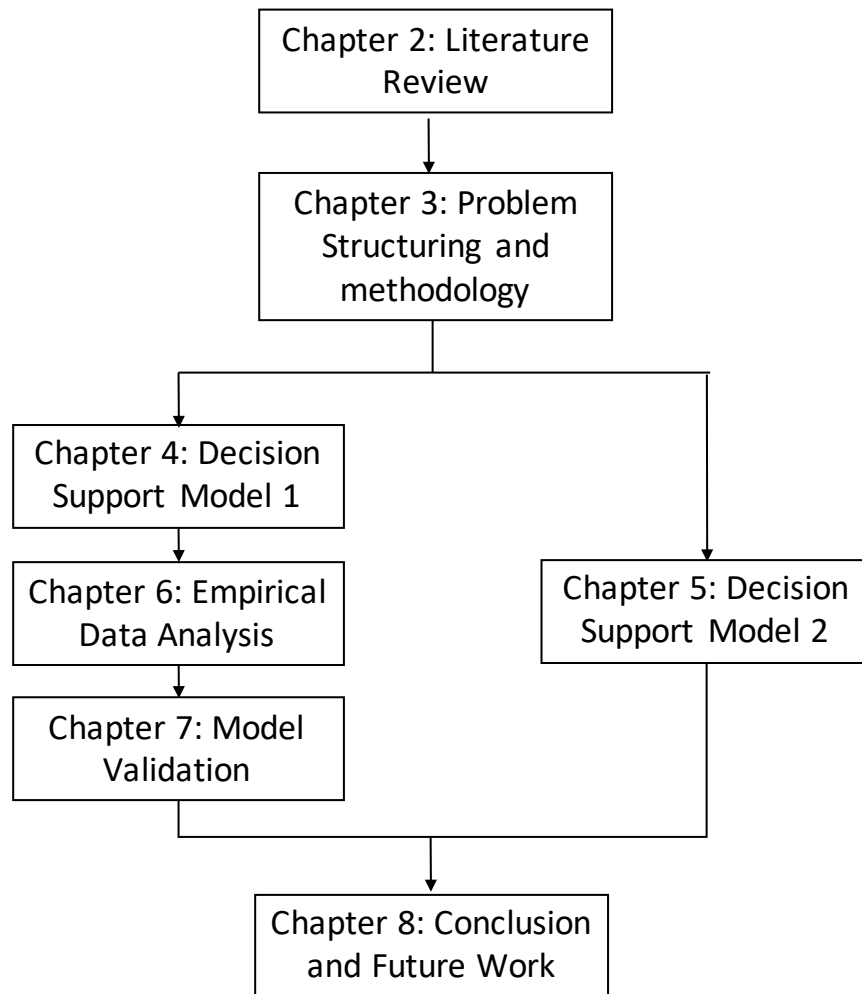 Chapter 2: Literature
Review
Chapter 3: Problem
Structuring and
methodology
Chapter 4: Decision
Support Model 1
Chapter 6: Empirical
Data Analysis
Chapter 7: Model
Validation
Chapter 5: Decision
Support Model 2
Chapter 8: Conclusion
and Future Work